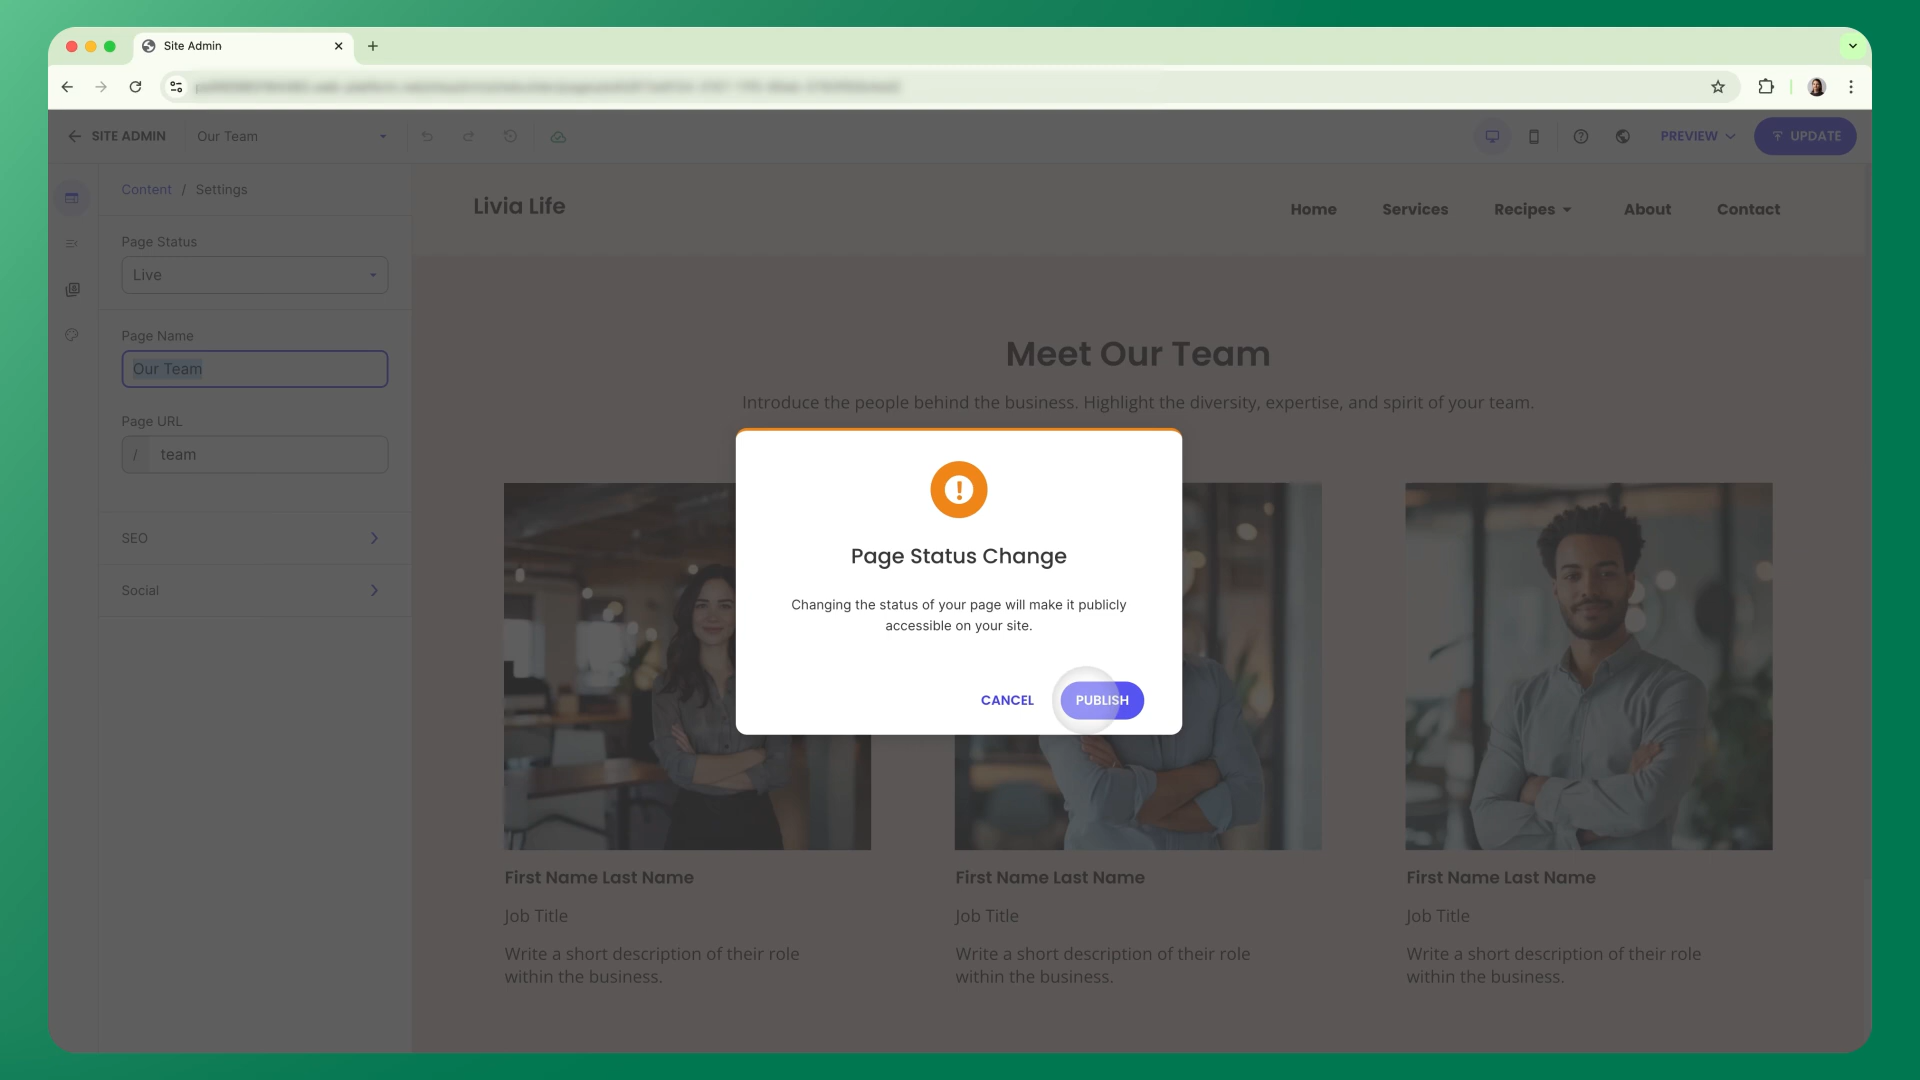 Site Admin
SITE ADMIN
Our Team
PREVIEW
UPDATE
Content / Settings
Page Status
Live
Page Name
Our Team
Page URL
/ team
SEO
Social
Livia Life
Home
Services
Recipes
About
Contact
Meet Our Team
Introduce the people behind the business. Highlight the diversity, expertise, and spirit of your team.
Page Status Change
Changing the status of your page will make it publicly
accessible on your site.
CANCEL
PUBLISH
First Name Last Name
Job Title
Write a short description of their role
within the business.
First Name Last Name
Job Title
Write a short description of their role
within the business.
First Name Last Name
Job Title
Write a short description of their role
within the business.